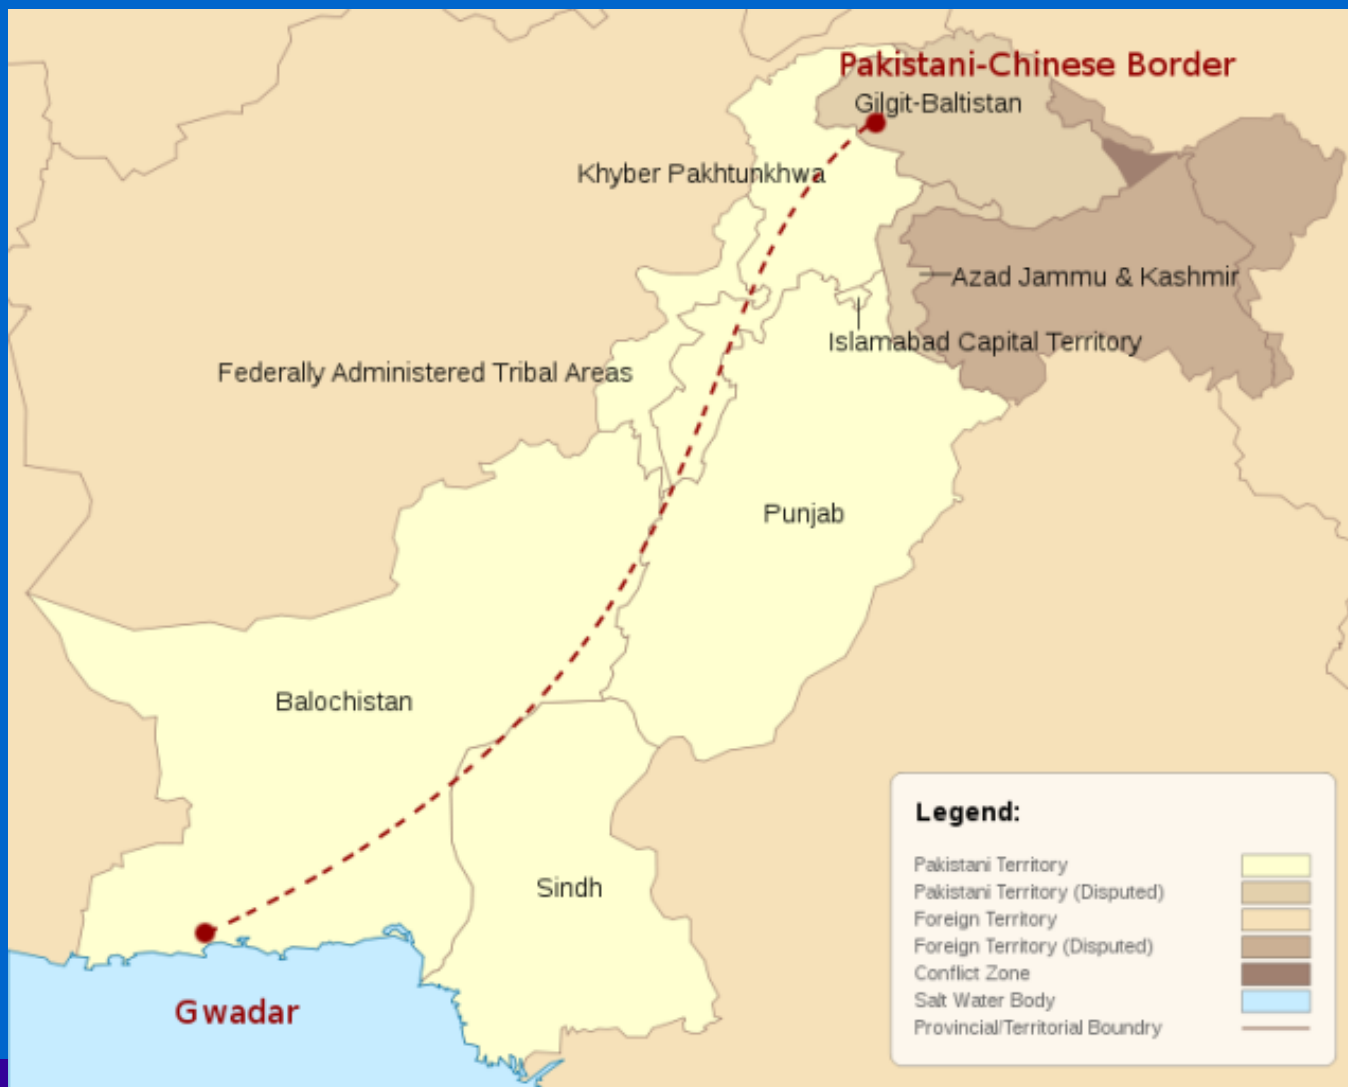 Pakistani-Chinese Border
Gilgit-Baltistan
Khyber Pakhtunkhwa
Azad Jammu & Kashmir
Islamabad Capital Territory
Federally Administered Tribal Areas
Punjab
Balochistan
Sindh
Gwadar
Legend:
Pakistani Territory
Pakistani Territory (Disputed)
Foreign Territory
Foreign Territory (Disputed)
Conflict Zone
Salt Water Body
Provincial/Territorial Boundry